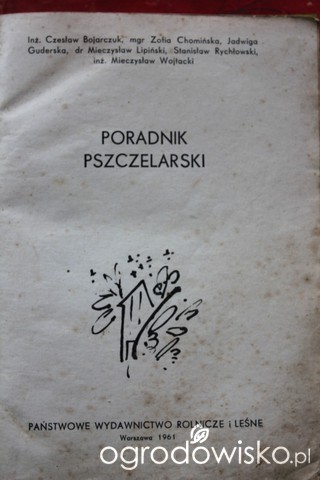 Inż. Czesław Bojarczuk, mgr Zofia Chomińska, Jadwiga
Guderska, dr Mieczysław Lipiński, Stanisław Rychłowski,
inż. Mieczysław Wojtacki
PORADNIK
PSZCZELARSKI
PAŃSTWOWE WYDAWNICTWO ROLNICZE i LEŚNE
Warszawa 1961
ogrodowisko.pl